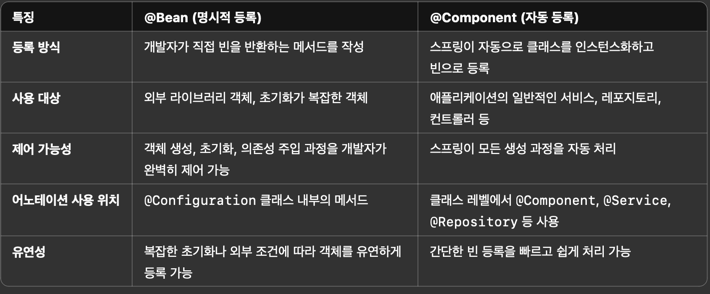 특징 @Bean (명시적 등록) @Component (자동 등록)
등록 방식 개발자가 직접 빈을 반환하는 메서드를 작성 스프링이 자동으로 클래스를 인스턴스화하고
빈으로 등록
사용 대상 외부 라이브러리 객체, 초기화가 복잡한 객체 애플리케이션의 일반적인 서비스, 레포지토리,
컨트롤러 등
제어 가능성 객체 생성, 초기화, 의존성 주입 과정을 개발자가 스프링이 모든 생성 과정을 자동 처리
완벽히 제어 가능
어노테이션 사용 위치 @Configuration 클래스 내부의 메서드 클래스 레벨에서 @Component, @Service,
@Repository 등 사용
유연성 복잡한 초기화나 외부 조건에 따라 객체를 유연하게 간단한 빈 등록을 빠르고 쉽게 처리 가능
등록 가능